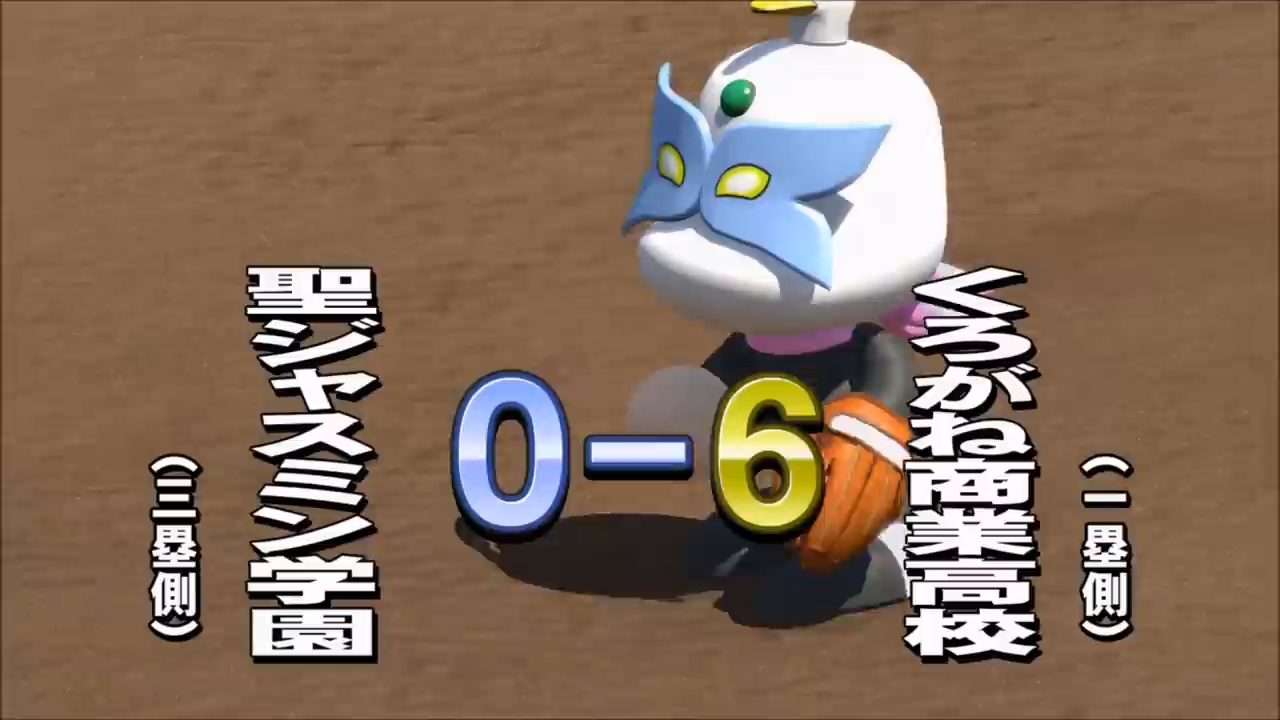 聖ジャスミン学園
（三塁側）
0-6
くろがね商業高校
（一塁側）